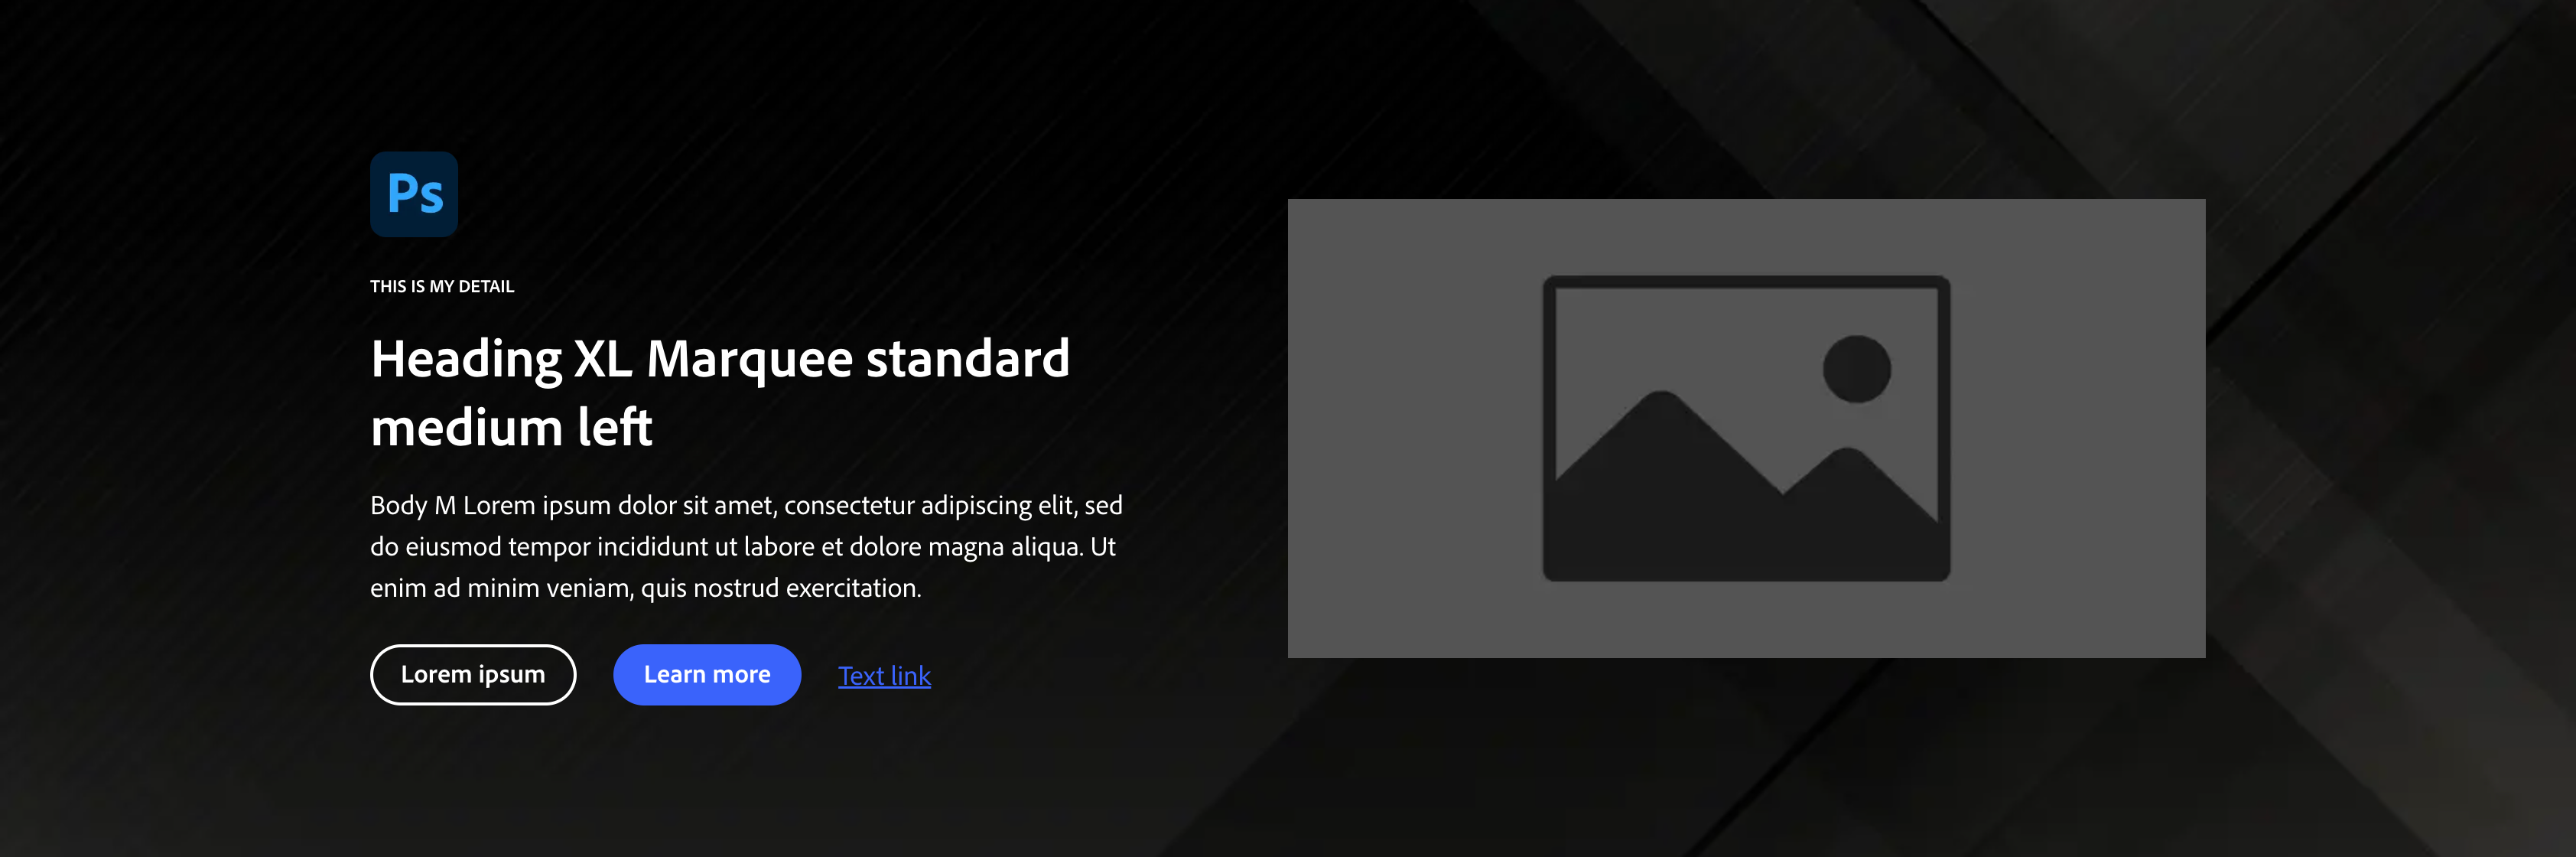 Ps
THIS IS MY DETAIL
Heading XL Marquee standard
medium left
Body M Lorem ipsum dolor sit amet, consectetur adipiscing elit, sed
do eiusmod tempor incididunt ut labore et dolore magna aliqua. Ut
enim ad minim veniam, quis nostrud exercitation.
Lorem ipsum Learn more Text link